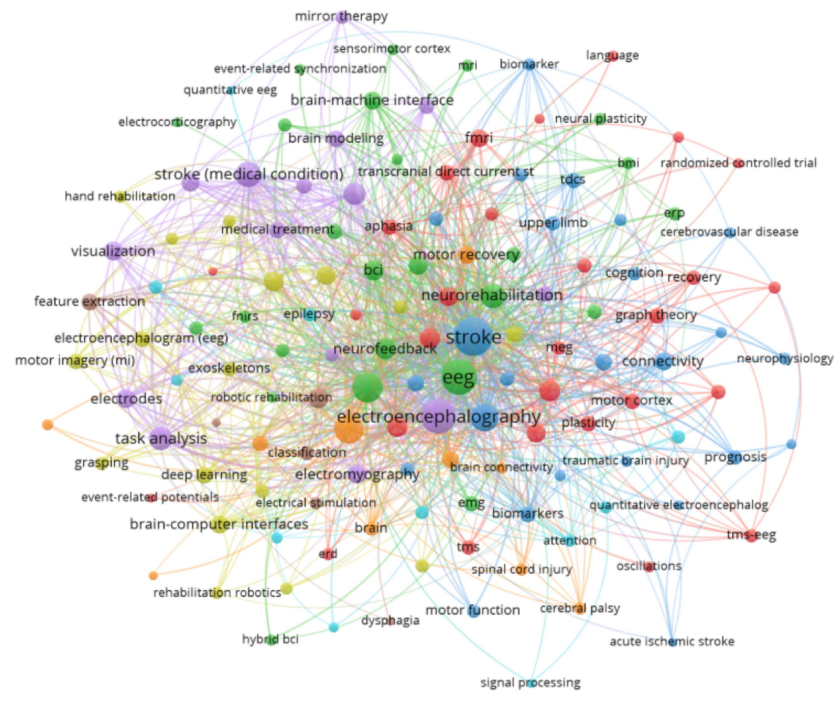 mirror therapy
sensorimotor cortex
language
event-related synchronization
mri
biomarker
quantitative eeg
brain-machine interface
electrocorticography
neural plasticity
brain modeling
fmri
stroke (medical condition)
transcranial direct current st
bmi
randomized controlled trial
tdcs
hand rehabilitation
erp
medical treatment
aphasia
upper limb
cerebrovascular disease
visualization
motor recovery
bci
cognition
recovery
feature extraction
neurorehabilitation
fnirs
epilepsy
graph theory
electroencephalogram (eeg)
stroke
neurofeedback
meg
motor imagery (mi)
exoskeletons
connectivity
neurophysiology
eeg
electrodes
robotic rehabilitation
motor cortex
electroencephalography
plasticity
task analysis
classification
grasping
deep learning
electromyography
brain connectivity
traumatic brain injury
prognosis
event-related potentials
electrical stimulation
emg
quantitative electroencephalog
biomarkers
brain-computer interfaces
brain
attention
tms-eeg
erd
tms
spinal cord injury
oscillations
rehabilitation robotics
motor function
cerebral palsy
dysphagia
hybrid bci
acute ischemic stroke
signal processing